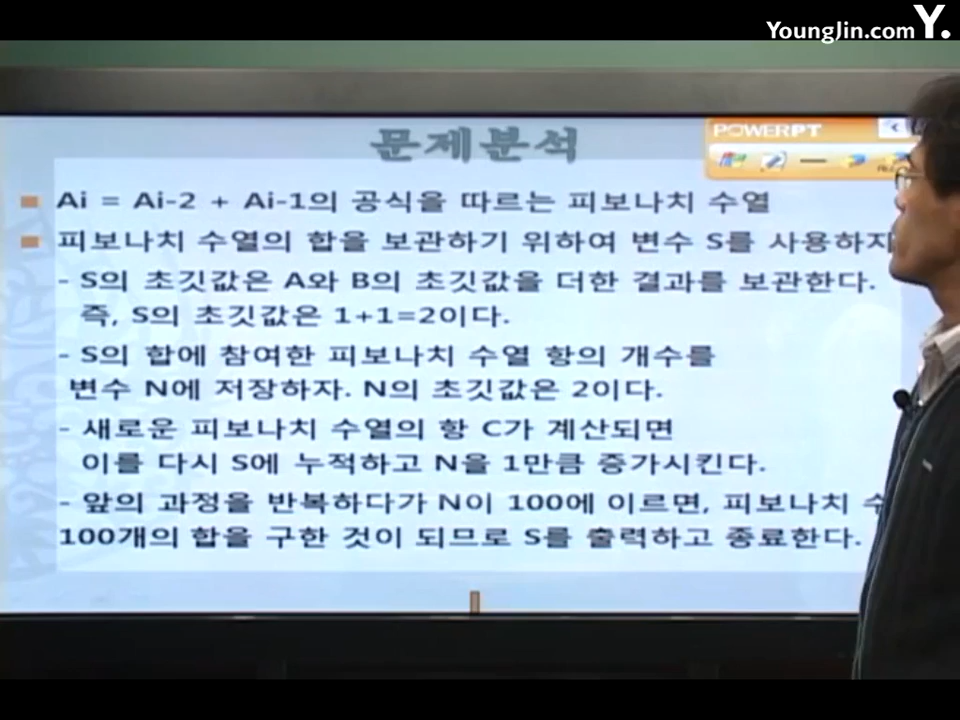 YoungJin.com Y.
문제분석
POWERPT
Ai = Ai-2 + Ai-1의 공식을 따르는 피보나치 수열
피보나치 수열의 합을 보관하기 위하여 변수 S를 사용하자
- S의 초깃값은 A와 B의 초깃값을 더한 결과를 보관한다.
즉, S의 초깃값은 1+1=2이다.
- S의 합에 참여한 피보나치 수열 항의 개수를
변수 N에 저장하자. N의 초깃값은 2이다.
- 새로운 피보나치 수열의 항 C가 계산되면
이를 다시 S에 누적하고 N을 1만큼 증가시킨다.
- 앞의 과정을 반복하다가 N이 100에 이르면, 피보나치 수
100개의 합을 구한 것이 되므로 S를 출력하고 종료한다.